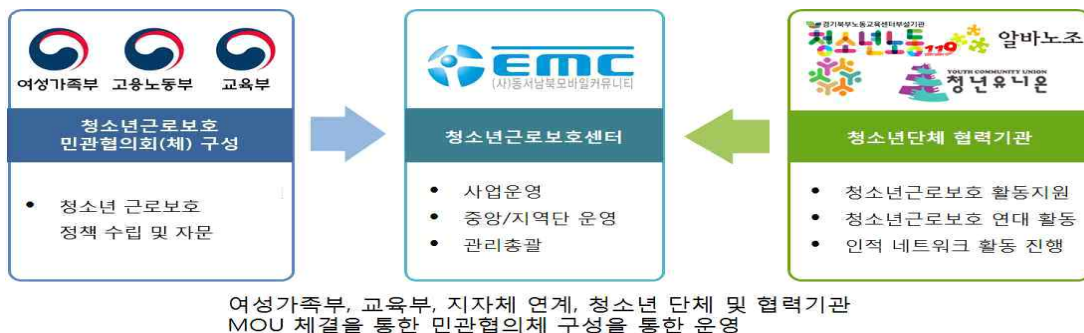 여성가족부 고용노동부 교육부
청소년근로보호
민관협의회(체) 구성
• 청소년 근로보호
정책 수립 및 자문
EMC
(사)동서남북모바일커뮤니티
청소년근로보호센터
• 사업운영
• 중앙/지역단 운영
• 관리총괄
경기북부노동교육센터부설기관
청소년노동119 알바노조
YOUTH COMMUNITY UNION
청년유니온
청소년단체 협력기관
• 청소년근로보호 활동지원
• 청소년근로보호 연대 활동
• 인적 네트워크 활동 진행
여성가족부, 교육부, 지자체 연계, 청소년 단체 및 협력기관
MOU 체결을 통한 민관협의체 구성을 통한 운영